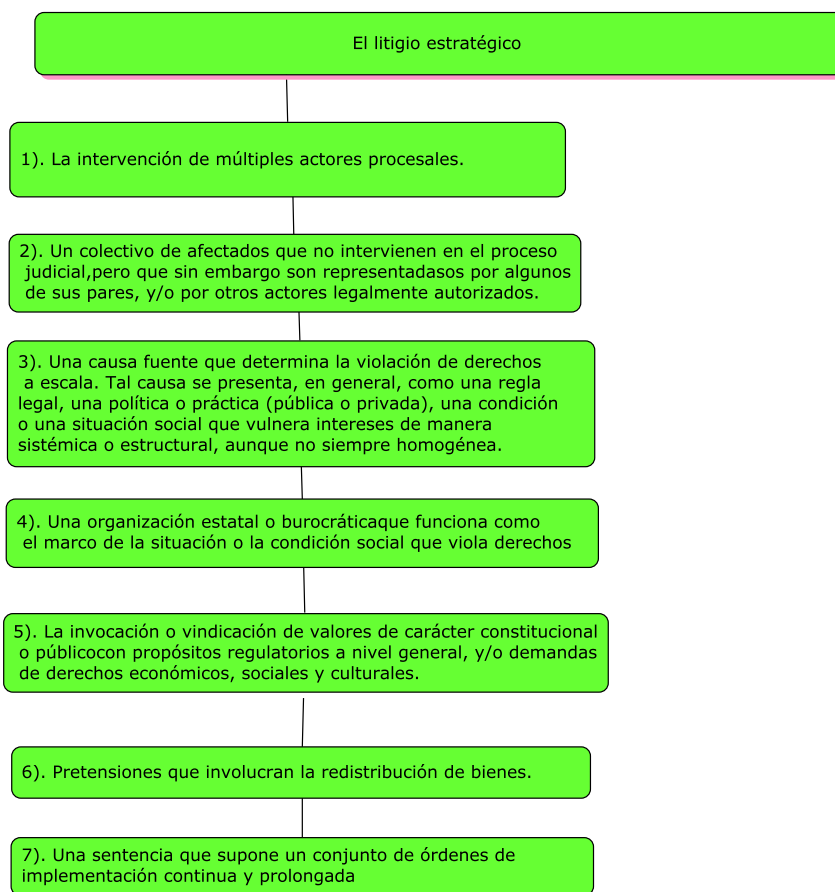 El litigio estratégico
1). La intervención de múltiples actores procesales.
2). Un colectivo de afectados que no intervienen en el proceso
judicial,pero que sin embargo son representadasos por algunos
de sus pares, y/o por otros actores legalmente autorizados.
3). Una causa fuente que determina la violación de derechos
a escala. Tal causa se presenta, en general, como una regla
legal, una política o práctica (pública o privada), una condición
o una situación social que vulnera intereses de manera
sistémica o estructural, aunque no siempre homogénea.
4). Una organización estatal o burocráticaque funciona como
el marco de la situación o la condición social que viola derechos
5). La invocación o vindicación de valores de carácter constitucional
o públicocon propósitos regulatorios a nivel general, y/o demandas
de derechos económicos, sociales y culturales.
6). Pretensiones que involucran la redistribución de bienes.
7). Una sentencia que supone un conjunto de órdenes de
implementación continua y prolongada